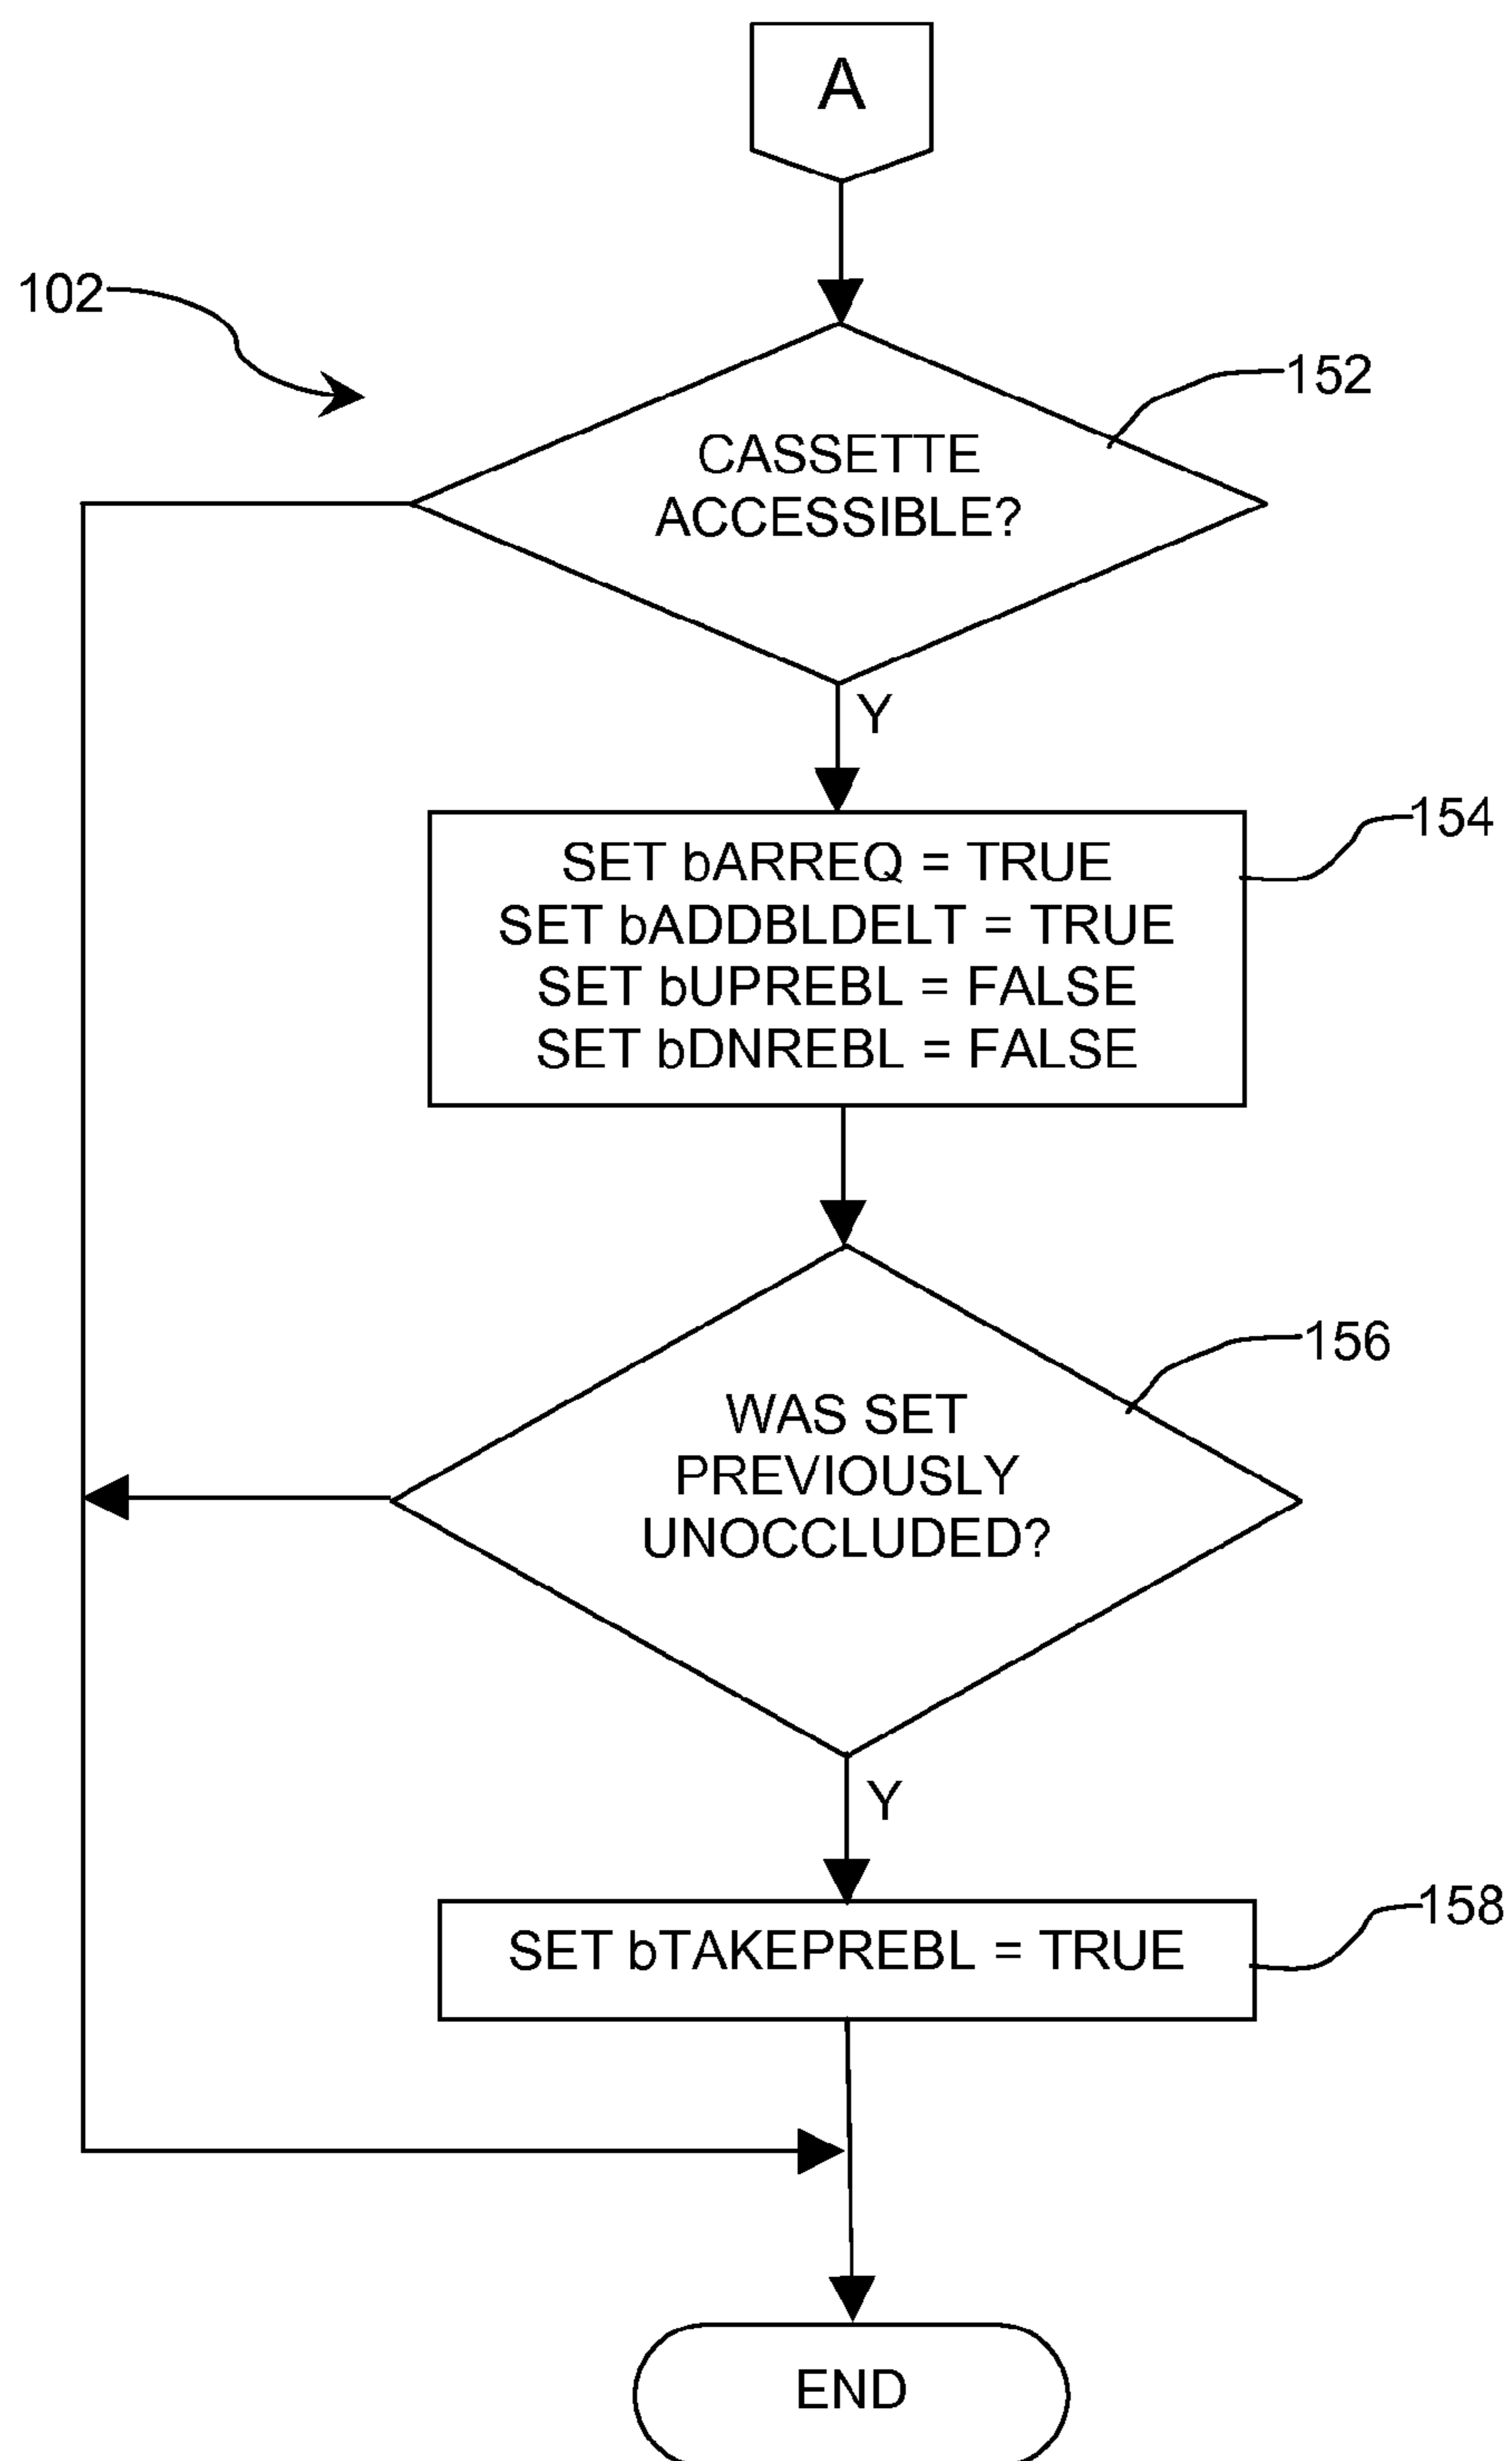 A
102
152
CASSETTE
ACCESSIBLE?
Y
154
SET bARREQ = TRUE
SET bADDBLDELT = TRUE
SET bUPREBL = FALSE
SET bDNREBL = FALSE
156
WAS SET
PREVIOUSLY
UNOCCLUDED?
Y
158
SET bTAKEPREBL = TRUE
END